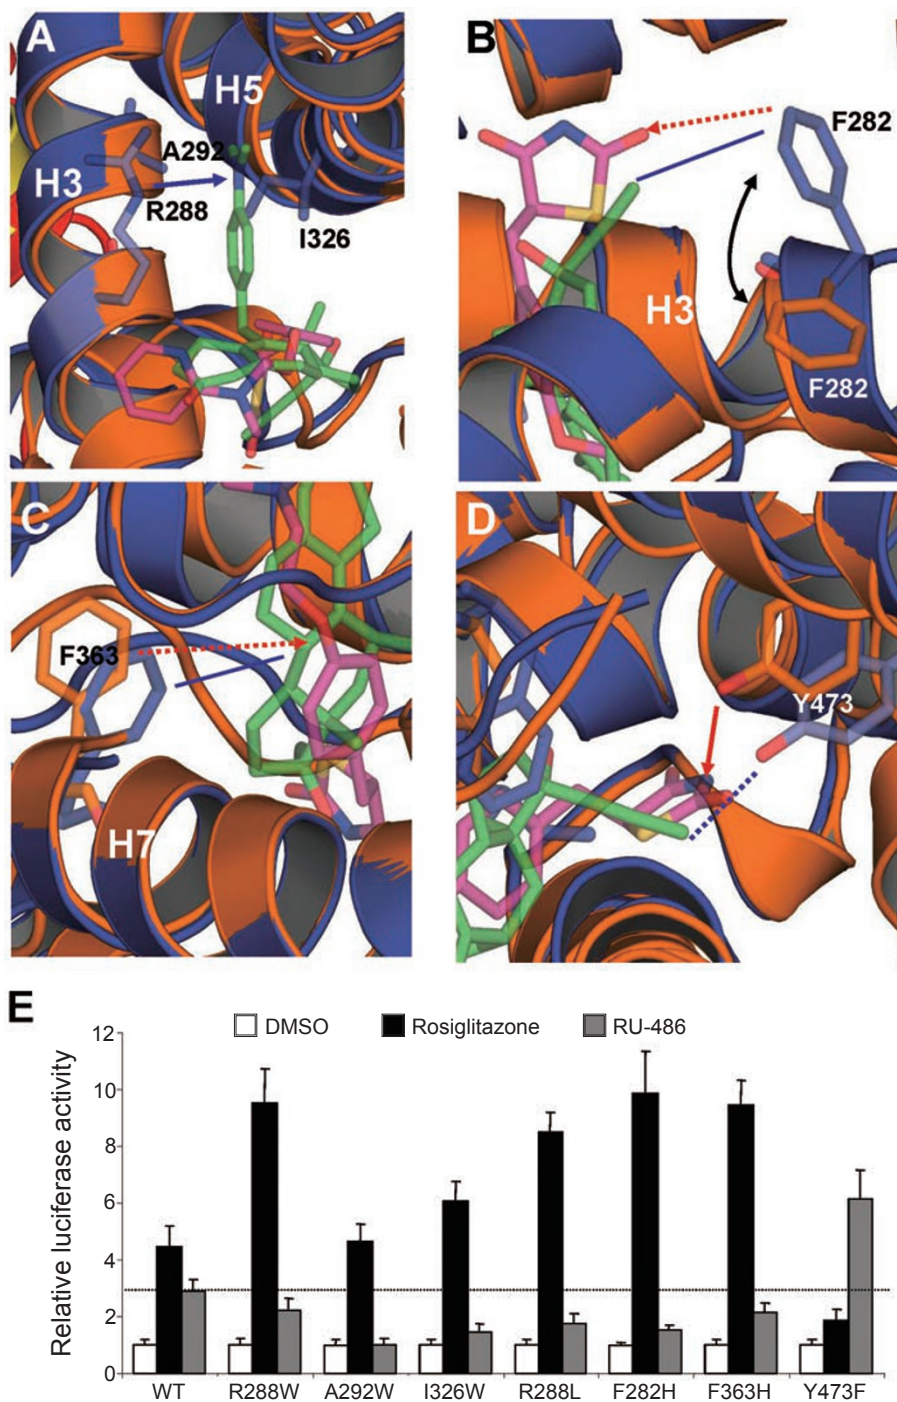 A
H5
A292
H3
R288
I326
B
F282
H3
F282
C
F363
H7
D
Y473
E
DMSO Rosiglitazone RU-486
Relative luciferase activity
12
10
8
6
4
2
0
WT R288W A292W I326W R288L F282H F363H Y473F